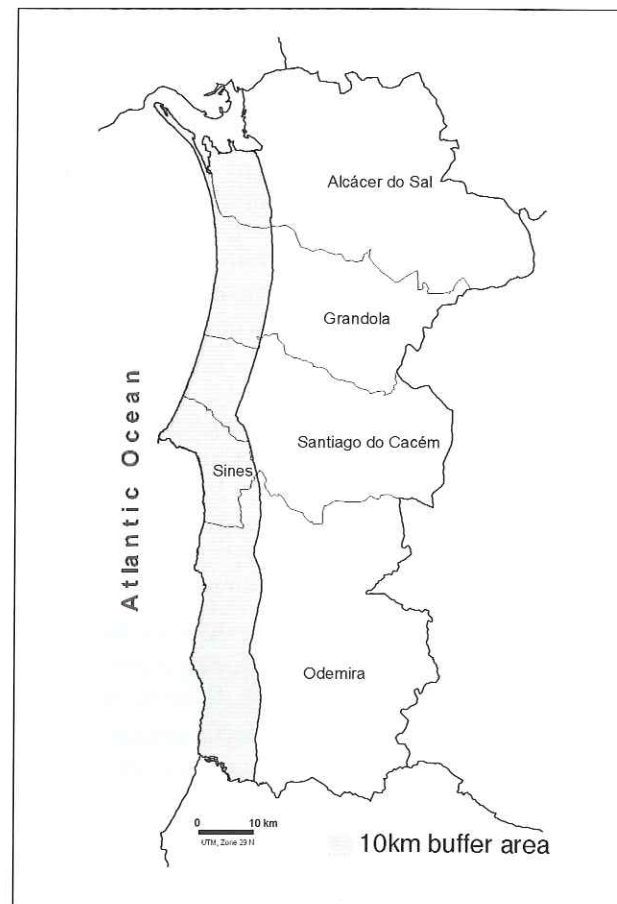 Alcácer do Sal
Grandola
Santiago do Cacém
Sines
Atlantic Ocean
Odemira
0 10 km
UTM, Zone 29 N
10km buffer area